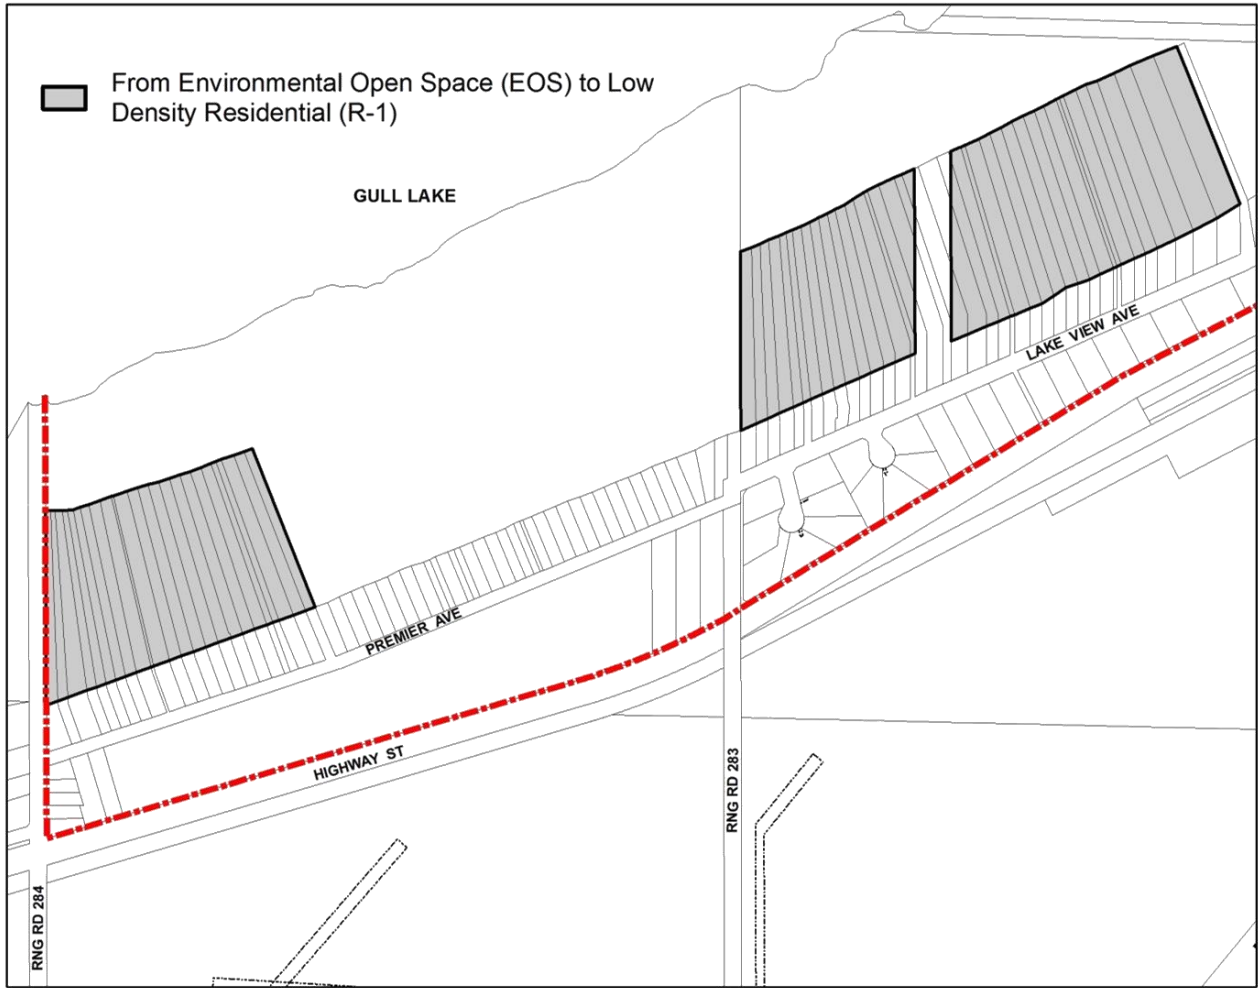 From Environmental Open Space (EOS) to Low
Density Residential (R-1)
GULL LAKE
LAKE VIEW AVE
PREMIER AVE
HIGHWAY ST
RNG RD 283
RNG RD 284